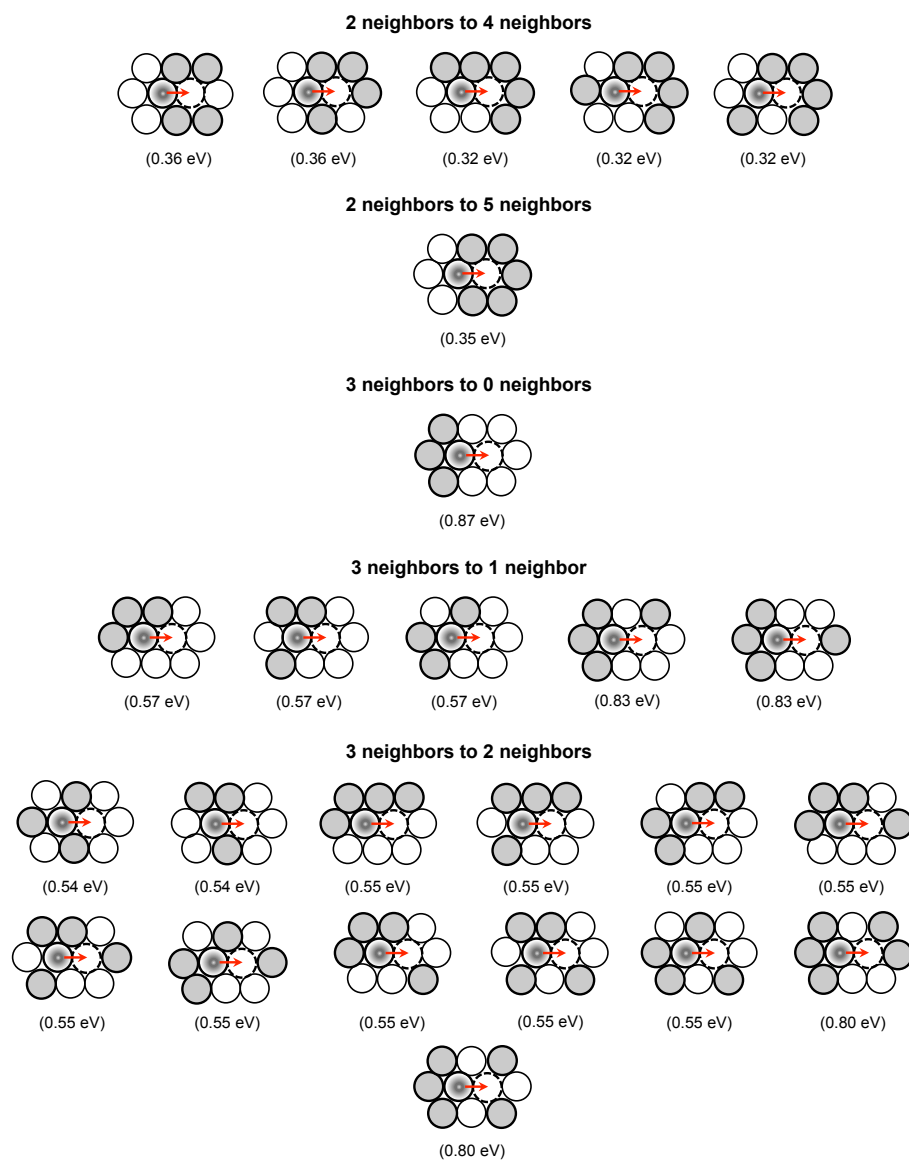 2 neighbors to 4 neighbors
(0.36 eV) (0.36 eV) (0.32 eV) (0.32 eV) (0.32 eV)
2 neighbors to 5 neighbors
(0.35 eV)
3 neighbors to 0 neighbors
(0.87 eV)
3 neighbors to 1 neighbor
(0.57 eV) (0.57 eV) (0.57 eV) (0.83 eV) (0.83 eV)
3 neighbors to 2 neighbors
(0.54 eV) (0.54 eV) (0.55 eV) (0.55 eV) (0.55 eV) (0.55 eV)
(0.55 eV) (0.55 eV) (0.55 eV) (0.55 eV) (0.55 eV) (0.80 eV)
(0.80 eV)